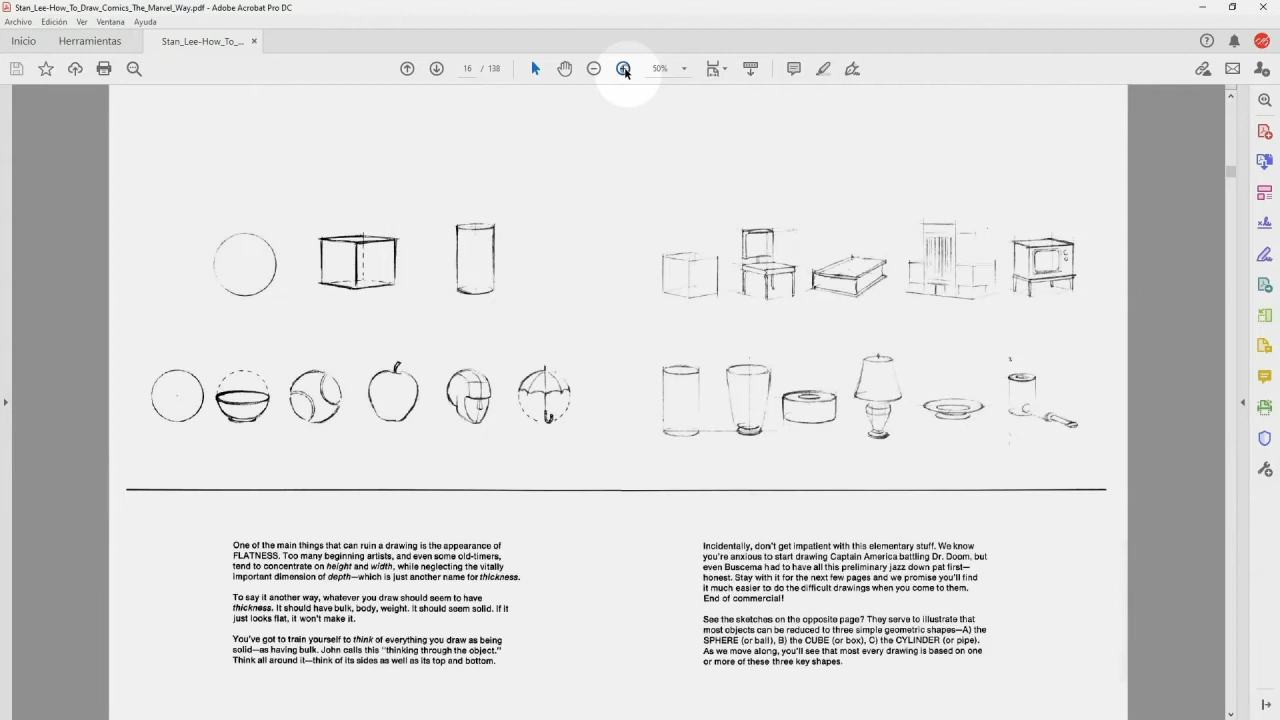 Stan_Lee-How_To_Draw_Comics_The_Marvel_Way.pdf - Adobe Acrobat Pro DC
Archivo Edición Ver Ventana Ayuda
Inicio Herramientas Stan_Lee-How_To_... ×
16 / 138 50%
One of the main things that can ruin a drawing is the appearance of
FLATNESS. Too many beginning artists, and even some old-timers,
tend to concentrate on height and width, while neglecting the vitally
important dimension of depth—which is just another name for thickness.
To say it another way, whatever you draw should seem to have
thickness. It should have bulk, body, weight. It should seem solid. If it
just looks flat, it won't make it.
You've got to train yourself to think of everything you draw as being
solid—as having bulk. John calls this "thinking through the object."
Think all around it—think of its sides as well as its top and bottom.
Incidentally, don't get impatient with this elementary stuff. We know
you're anxious to start drawing Captain America battling Dr. Doom, but
even Buscema had to have all this preliminary jazz down pat first—
honest. Stay with it for the next few pages and we promise you'll find
it much easier to do the difficult drawings when you come to them.
End of commercial!
See the sketches on the opposite page? They serve to illustrate that
most objects can be reduced to three simple geometric shapes—A) the
SPHERE (or ball), B) the CUBE (or box), C) the CYLINDER (or pipe).
As we move along, you'll see that most every drawing is based on one
or more of these three key shapes.